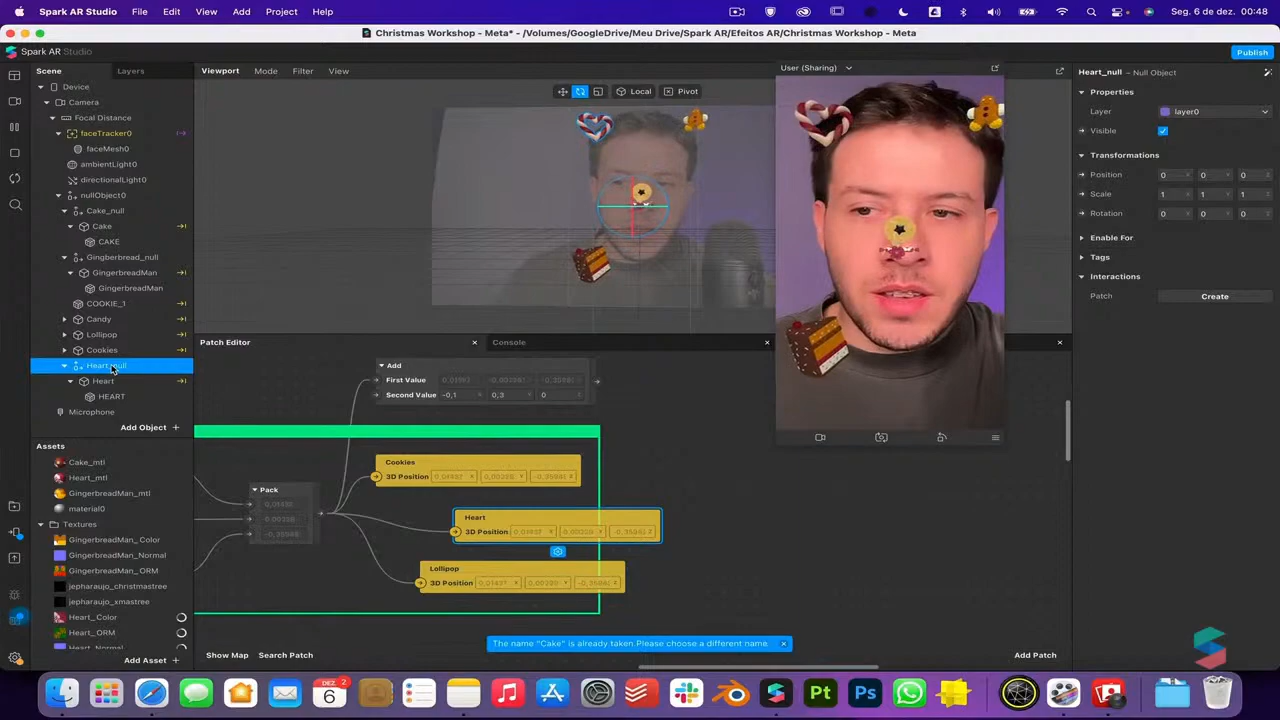 Spark AR Studio File Edit View Add Project Help Seg. 6 de dez. 00:48
Christmas Workshop - Meta* - /Volumes/GoogleDrive/Meu Drive/Spark AR/Efeitos AR/Christmas Workshop - Meta
Spark AR Studio Publish
Scene Layers
Device
Camera
Focal Distance
faceTracker0
faceMesh0
ambientLight0
directionalLight0
nullObject0
Cake_null
Cake
CAKE
Gingberbread_null
GingerbreadMan
GingerbreadMan
COOKIE_1
Candy
Lollipop
Cookies
Heart_null
Heart
HEART
Microphone
Add Object +
Assets
Cake_mtl
Heart_mtl
GingerbreadMan_mtl
material0
Textures
GingerbreadMan_Color
GingerbreadMan_Normal
GingerbreadMan_ORM
jepharaujo_christmastree
jepharaujo_xmastree
Heart_Color
Heart_ORM
Heart_Normal
Add Asset +
Viewport Mode Filter View
Local Pivot
User (Sharing)
Patch Editor Console
Add
First Value
Second Value -0,1 0,3 0
Cookies
3D Position
Pack
Heart
3D Position
Lollipop
3D Position
The name "Cake" is already taken.Please choose a different name.
Show Map Search Patch Add Patch
Heart_null – Null Object
Properties
Layer layer0
Visible
Transformations
Position 0 0 0
Scale 1 1 1
Rotation 0 0 0
Enable For
Tags
Interactions
Patch Create
DEZ 2
6
Pt Ps